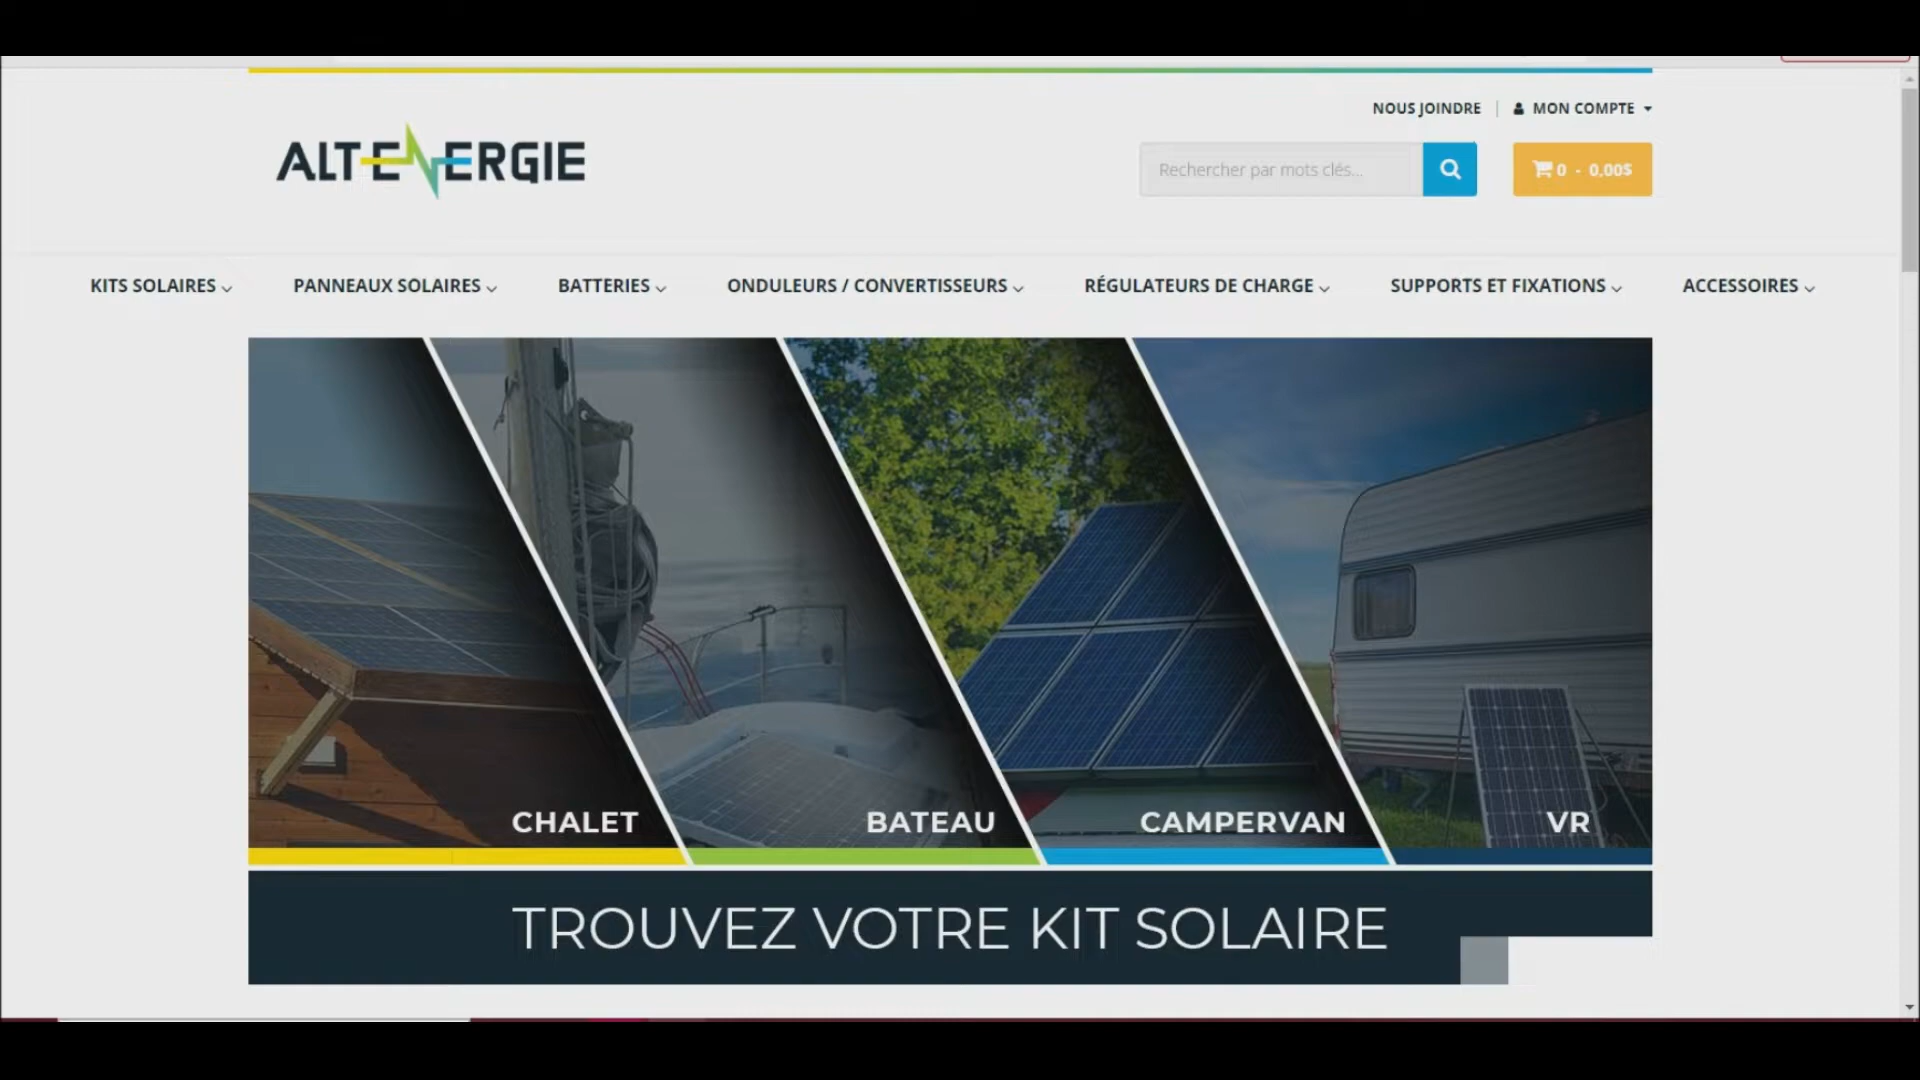 NOUS JOINDRE
MON COMPTE
ALTENERGIE
Rechercher par mots clés...
0 - 0,00$
KITS SOLAIRES
PANNEAUX SOLAIRES
BATTERIES
ONDULEURS / CONVERTISSEURS
RÉGULATEURS DE CHARGE
SUPPORTS ET FIXATIONS
ACCESSOIRES
CHALET
BATEAU
CAMPERVAN
VR
TROUVEZ VOTRE KIT SOLAIRE